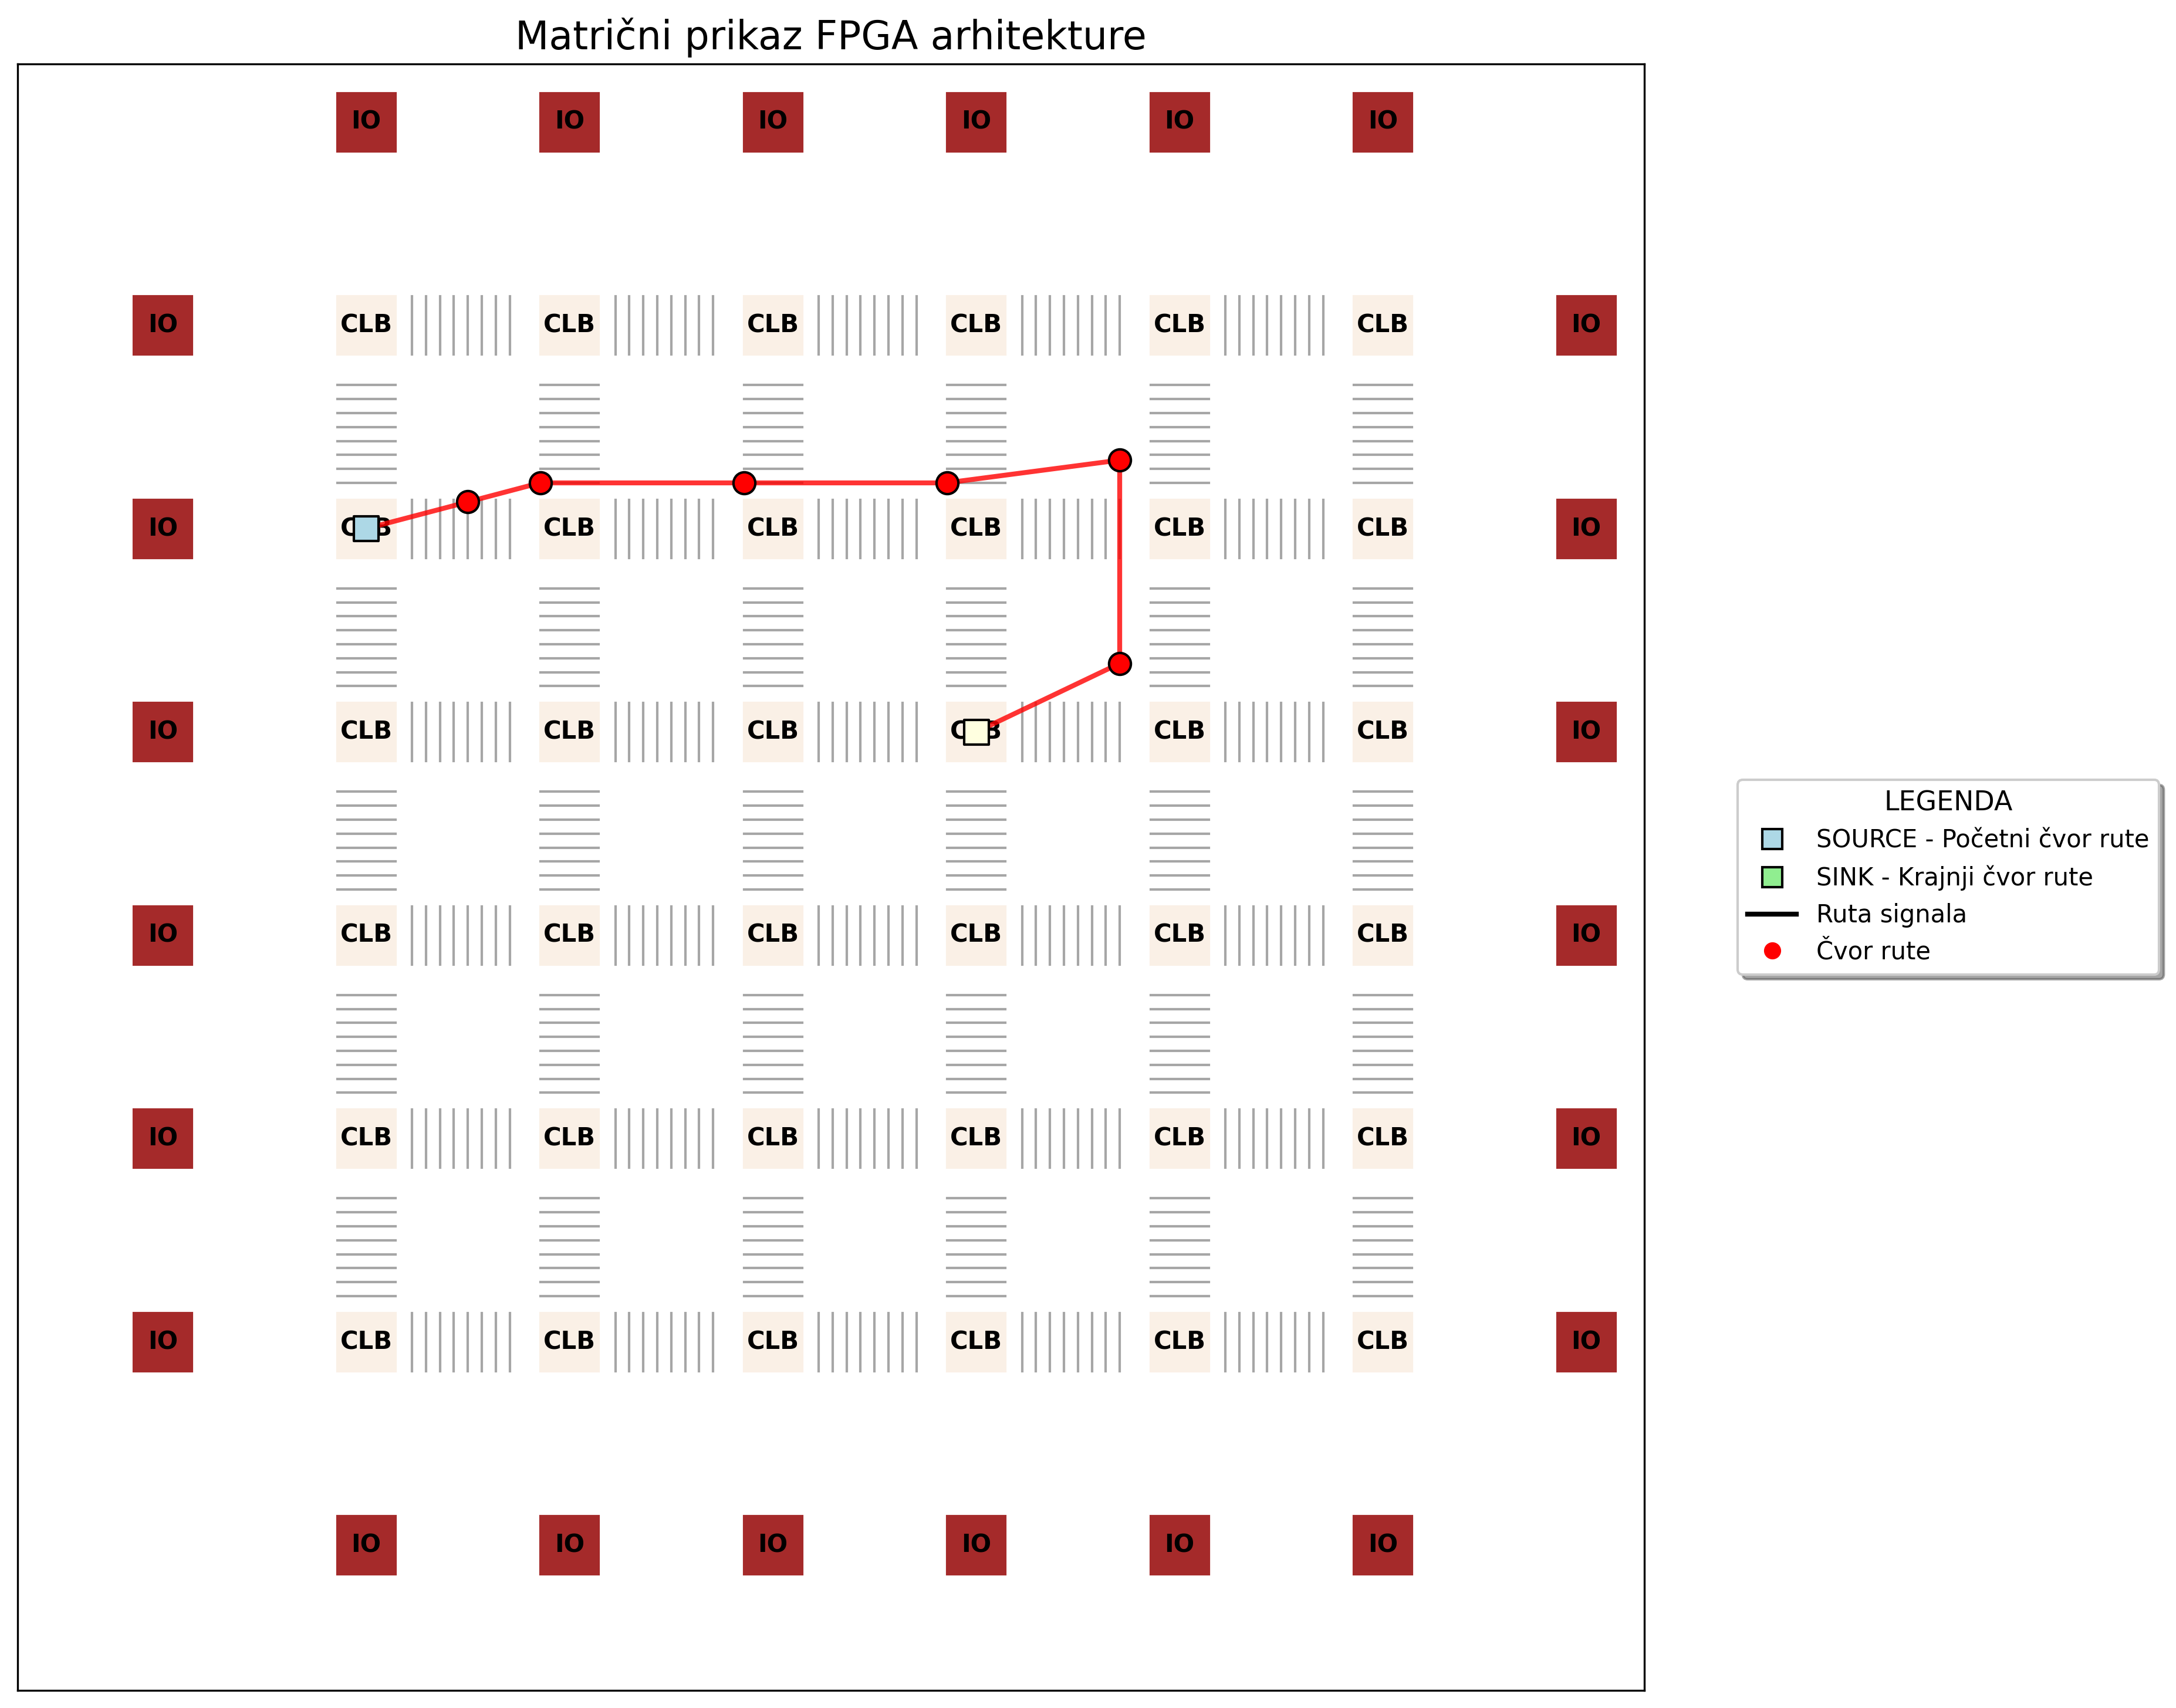 Matrični prikaz FPGA arhitekture
IO IO IO IO IO IO
IO CLB CLB CLB CLB CLB CLB IO
IO CLB CLB CLB CLB CLB IO
IO CLB CLB CLB CLB CLB IO
IO CLB CLB CLB CLB CLB CLB IO
IO CLB CLB CLB CLB CLB CLB IO
IO CLB CLB CLB CLB CLB CLB IO
IO IO IO IO IO IO
LEGENDA
SOURCE - Početni čvor rute
SINK - Krajnji čvor rute
Ruta signala
Čvor rute